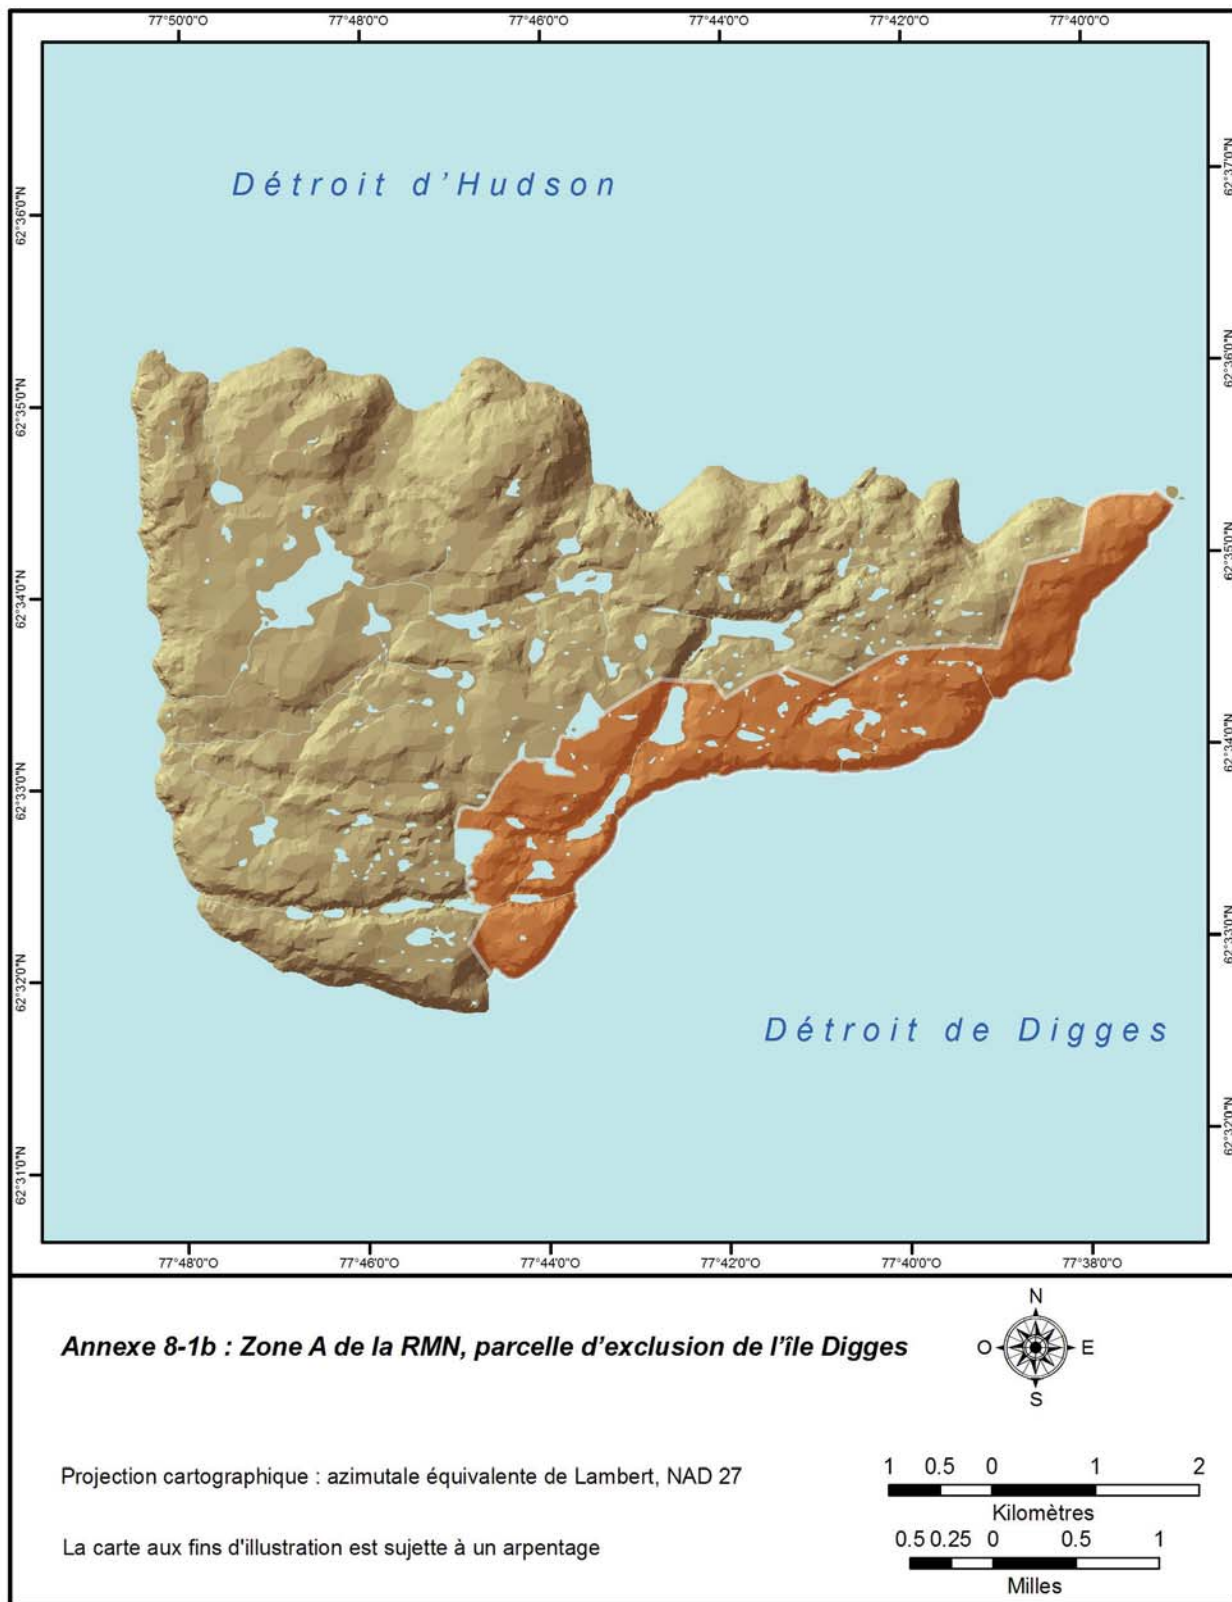 77°50'0"O 77°48'0"O 77°46'0"O 77°44'0"O 77°42'0"O 77°40'0"O
62°37'0"N
Détroit d'Hudson
62°36'0"N
62°36'0"N
62°35'0"N
62°35'0"N
62°34'0"N
62°34'0"N
62°33'0"N
62°33'0"N
62°32'0"N
Détroit de Digges
62°32'0"N
62°31'0"N
77°48'0"O 77°46'0"O 77°44'0"O 77°42'0"O 77°40'0"O 77°38'0"O
Annexe 8-1b : Zone A de la RMN, parcelle d'exclusion de l'île Digges
N
O E
S
Projection cartographique : azimutale équivalente de Lambert, NAD 27
1 0.5 0 1 2
Kilomètres
La carte aux fins d'illustration est sujette à un arpentage
0.5 0.25 0 0.5 1
Milles